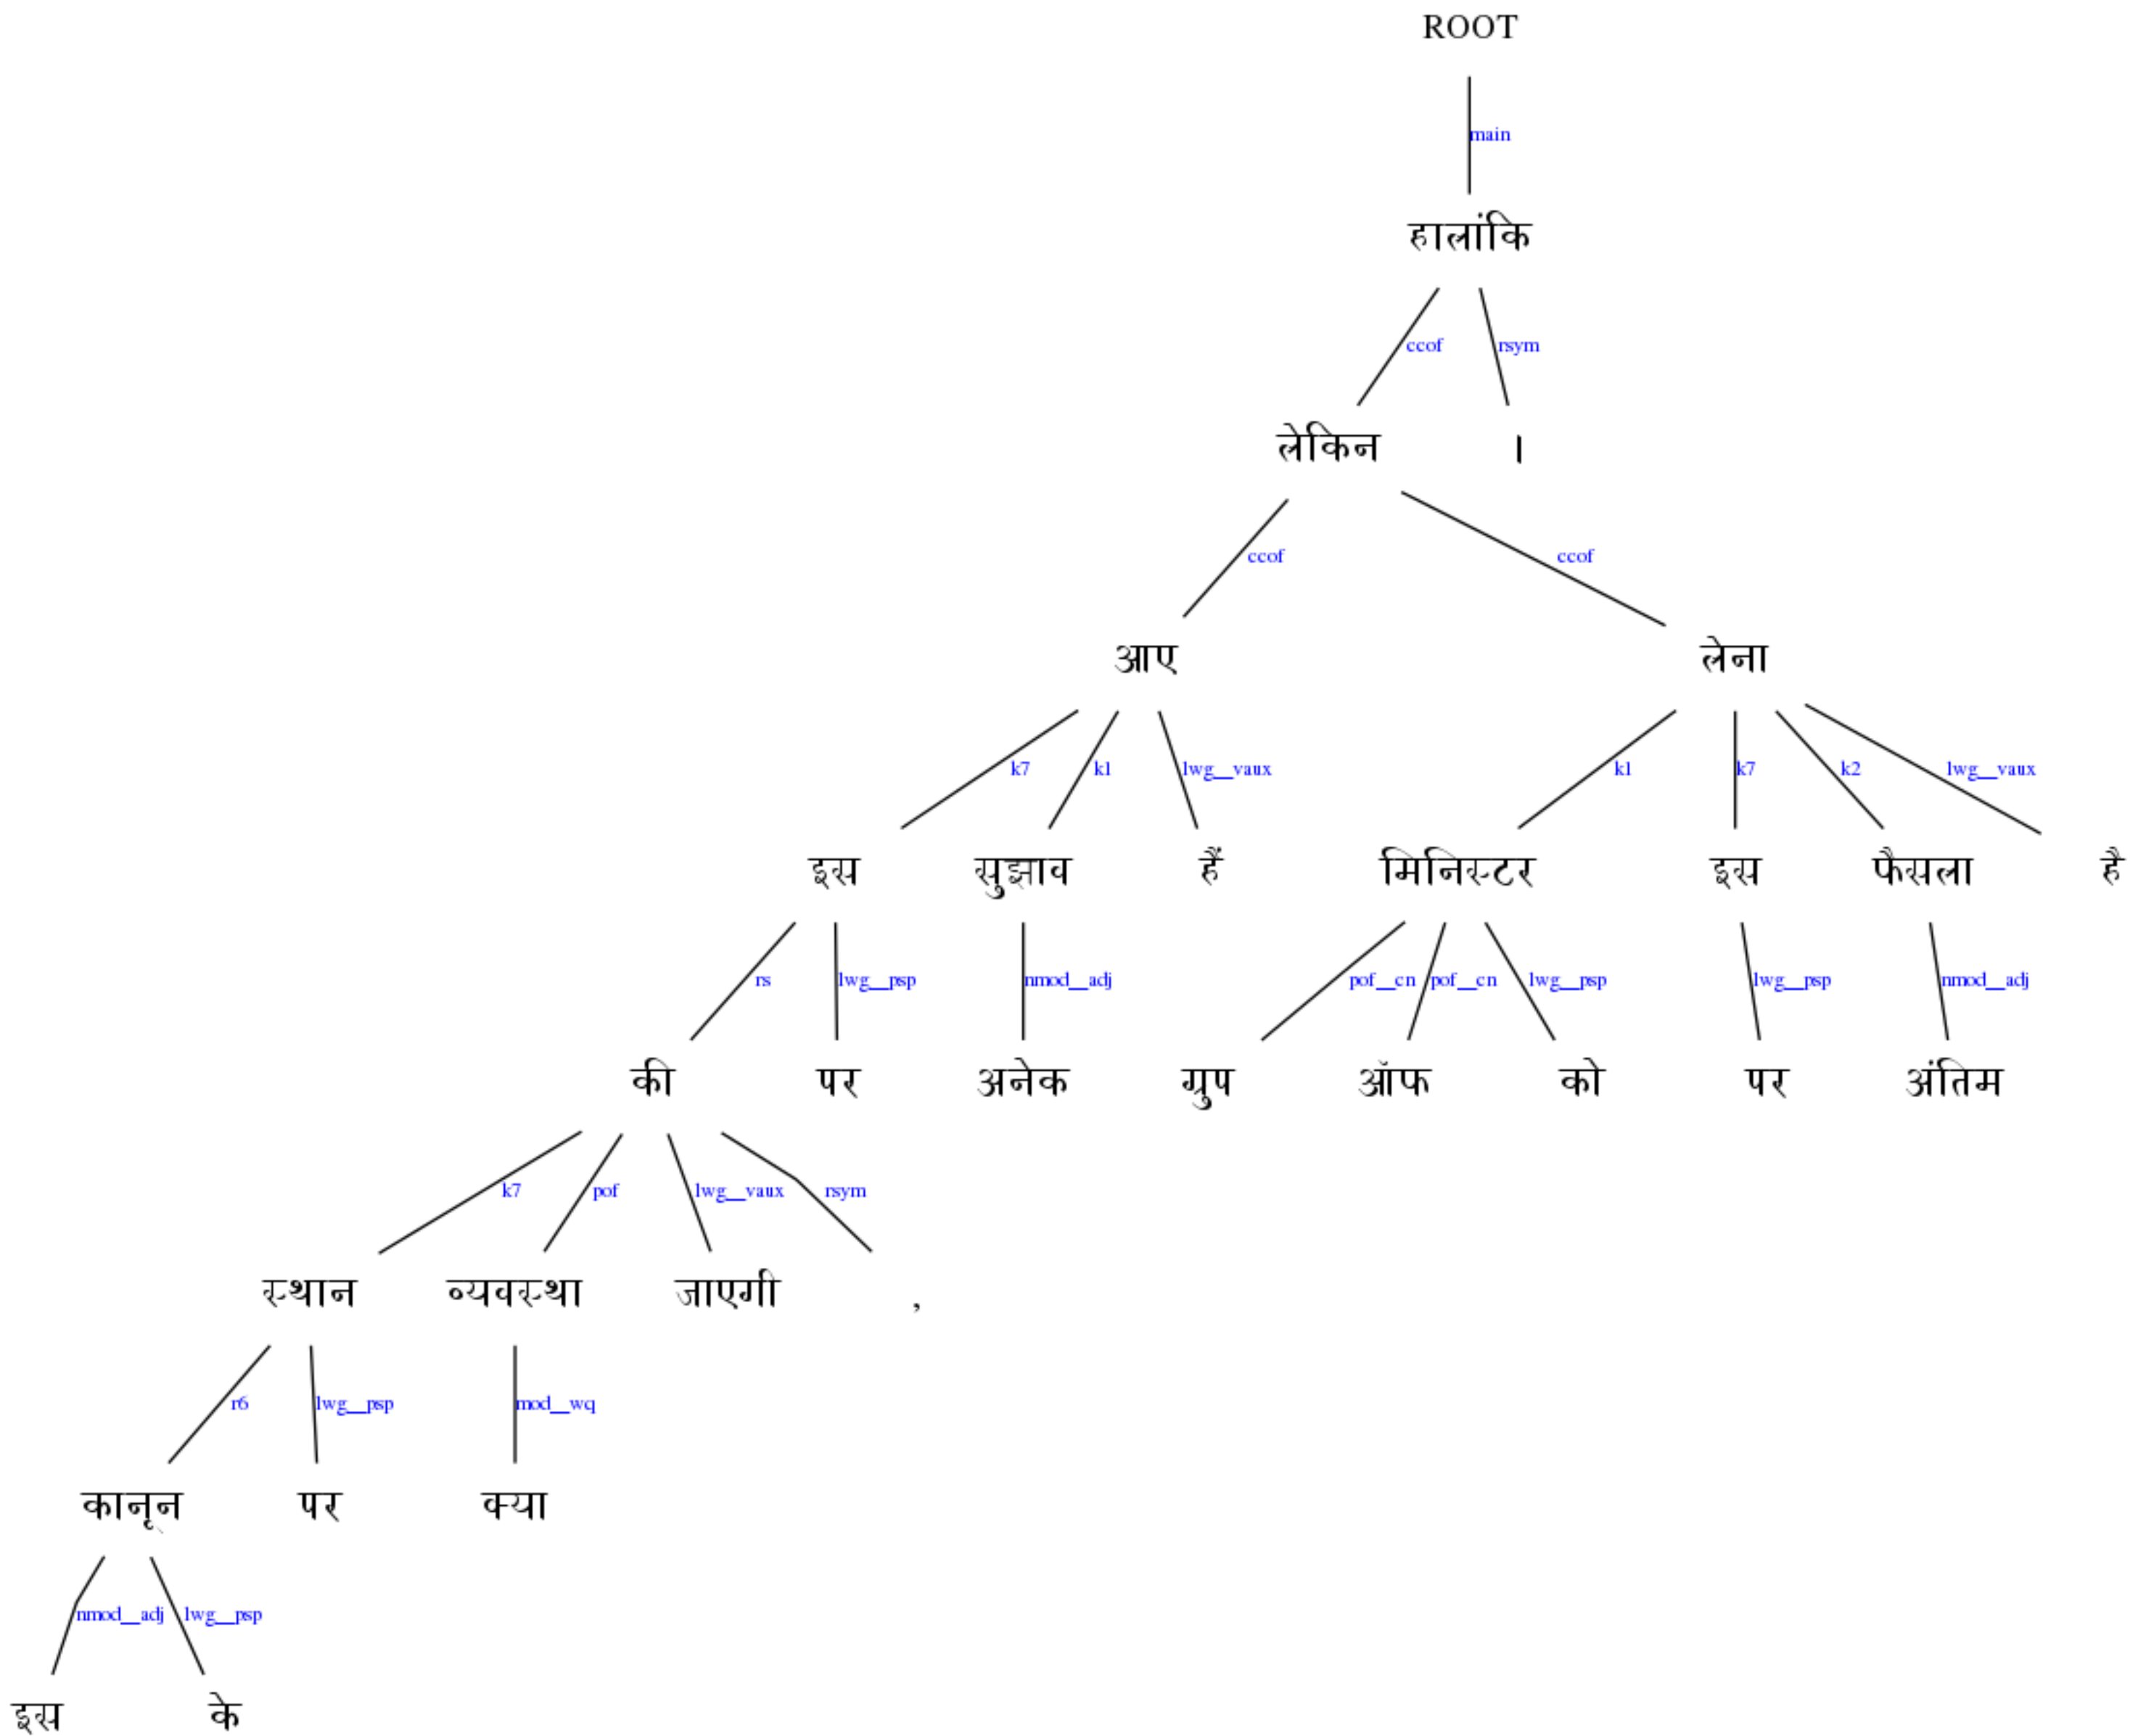 ROOT
main
हालांकि
ccof rsym
लेकिन ।
ccof ccof
आए लेना
k7 k1 lwg__vaux k1 k7 k2 lwg__vaux
इस सुझाव हैं मिनिस्टर इस फैसला है
rs lwg__psp nmod__adj pof__cn pof__cn lwg__psp lwg__psp nmod__adj
की पर अनेक ग्रुप ऑफ को पर अंतिम
k7 pof lwg__vaux rsym
स्थान व्यवस्था जाएगी ,
r6 lwg__psp mod__wq
कानून पर क्या
nmod__adj lwg__psp
इस के